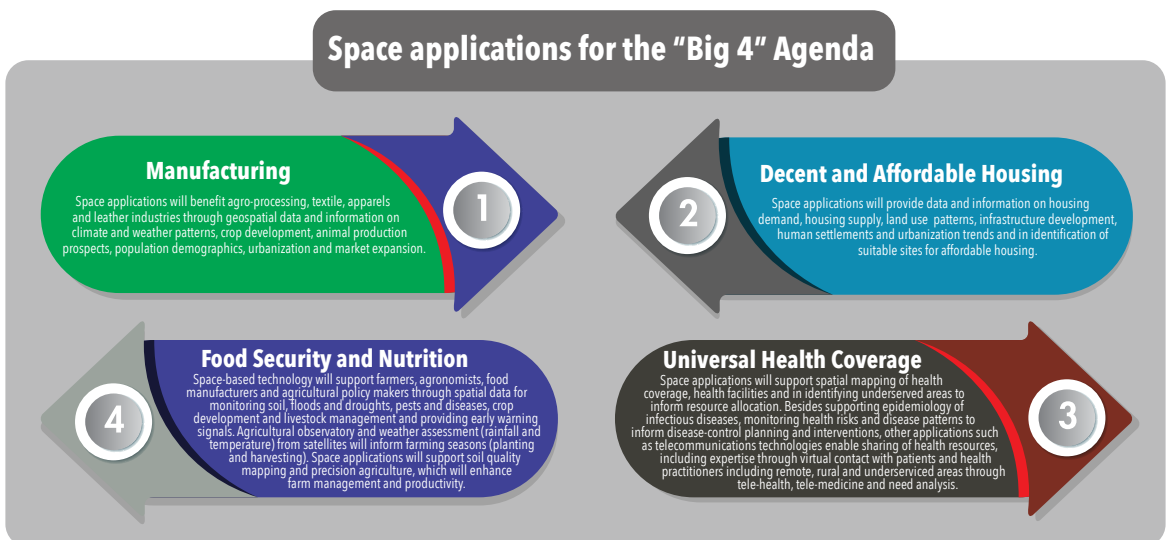 Space applications for the “Big 4” Agenda
Manufacturing
Space applications will benefit agro-processing, textile, apparels
and leather industries through geospatial data and information on
climate and weather patterns, crop development, animal production
prospects, population demographics, urbanization and market expansion.
1
2
Decent and Affordable Housing
Space applications will provide data and information on housing
demand, housing supply, land use patterns, infrastructure development,
human settlements and urbanization trends and in identification of
suitable sites for affordable housing.
Universal Health Coverage
Space applications will support spatial mapping of health
coverage, health facilities and in identifying underserved areas to
inform resource allocation. Besides supporting epidemiology of
infectious diseases, monitoring health risks and disease patterns to
inform disease-control planning and interventions, other applications such
as telecommunications technologies enable sharing of health resources,
including expertise through virtual contact with patients and health
practitioners including remote, rural and underserviced areas through
tele-health, tele-medicine and need analysis.
3
4
Food Security and Nutrition
Space-based technology will support farmers, agronomists, food
manufacturers and agricultural policy makers through spatial data for
monitoring soil, floods and droughts, pests and diseases, crop
development and livestock management and providing early warning
signals. Agricultural observatory and weather assessment (rainfall and
temperature) from satellites will inform farming seasons (planting
and harvesting). Space applications will support soil quality
mapping and precision agriculture, which will enhance
farm management and productivity.